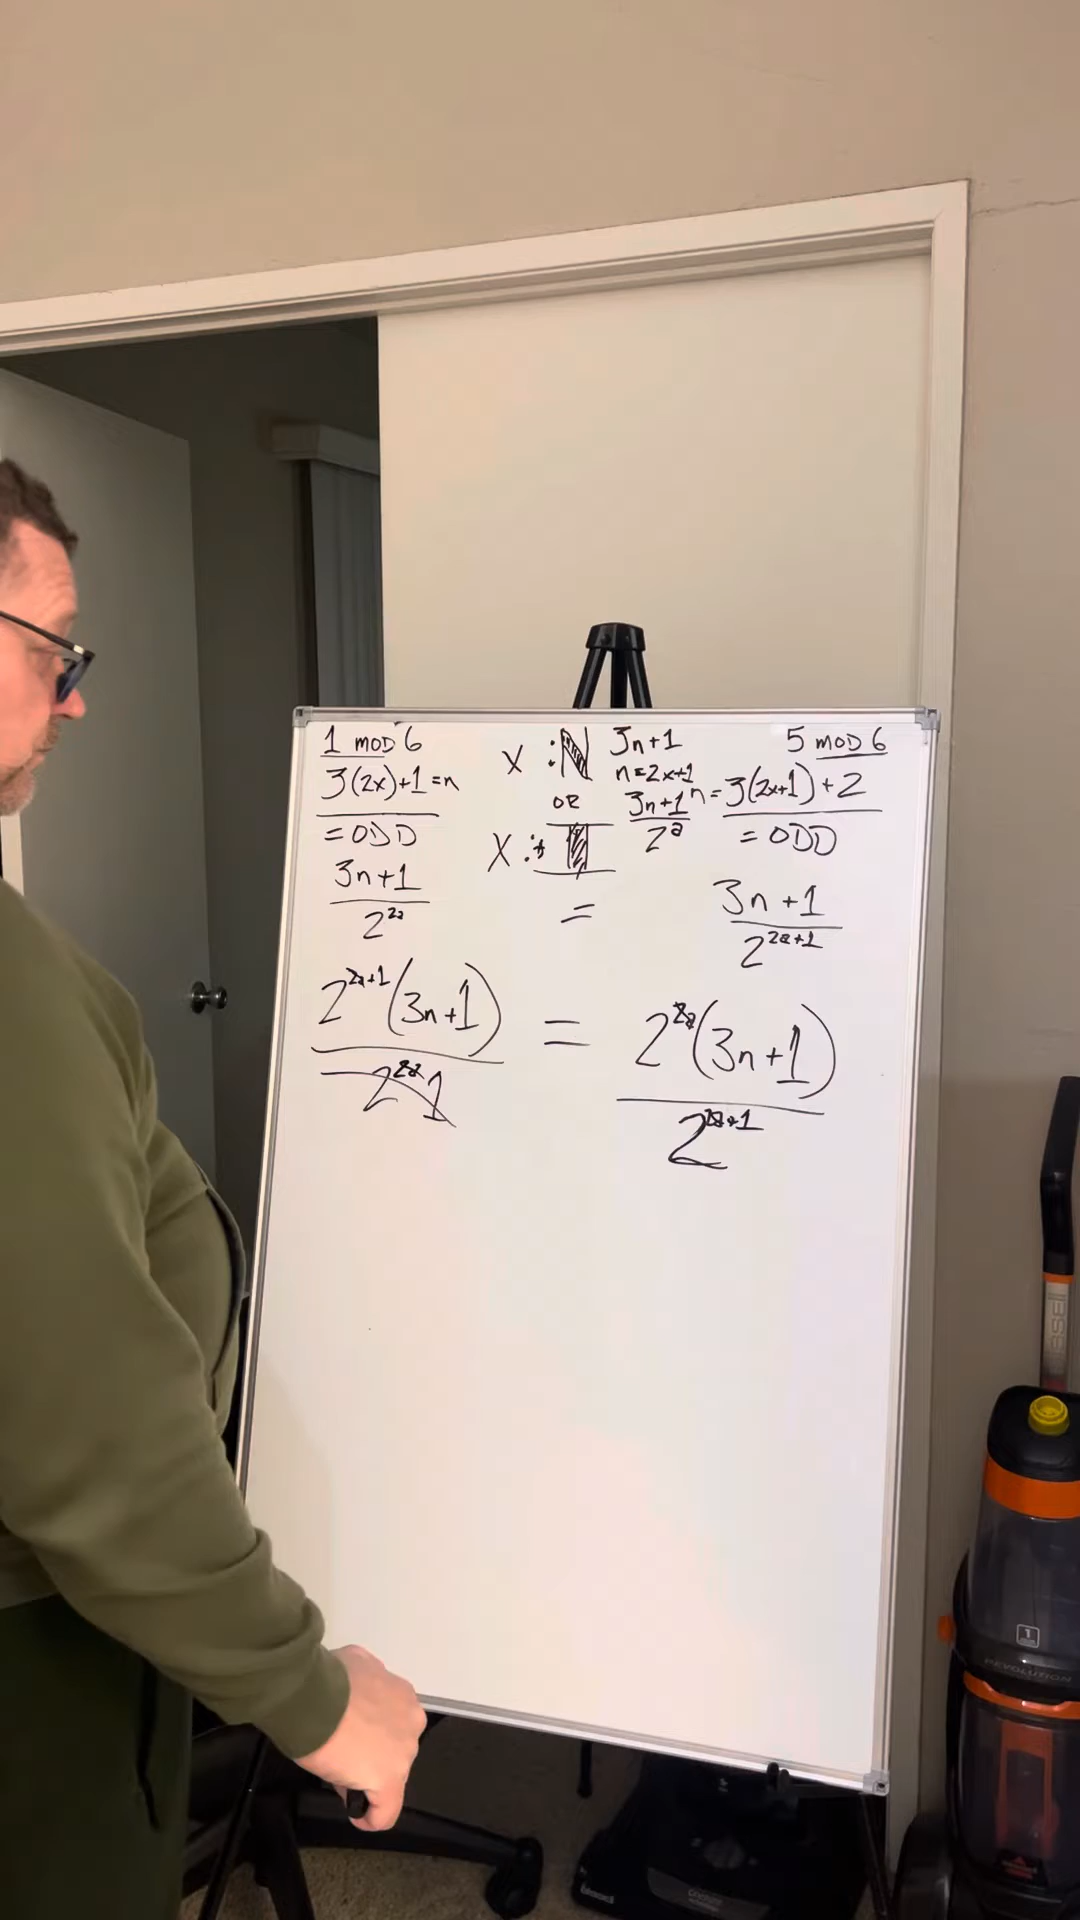 1 MOD 6
3(2x)+1=n
= ODD
3n+1
2^2a
X :N
OR
X :+ I
3n+1
n=2x+1
3n+1
2^a
5 MOD 6
n=3(2x+1)+2
= ODD
=
3n+1
2^2a+1
2^2a+1(3n+1)
2^2a 1
=
2^2a(3n+1)
2^2a+1
1
REVOLUTION